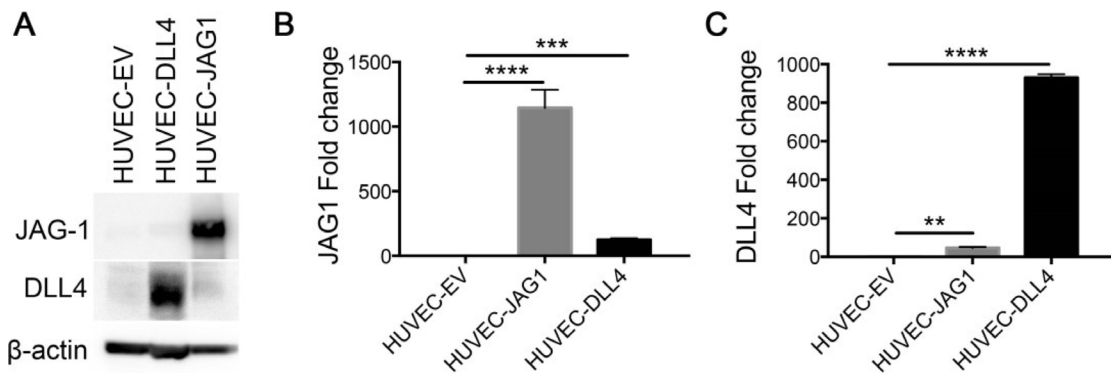 A
HUVEC-EV
HUVEC-DLL4
HUVEC-JAG1
JAG-1
DLL4
β-actin
B
JAG1 Fold change
1500
1000
500
0
***
****
HUVEC-EV
HUVEC-JAG1
HUVEC-DLL4
C
DLL4 Fold change
1000
800
600
400
200
0
****
**
HUVEC-EV
HUVEC-JAG1
HUVEC-DLL4